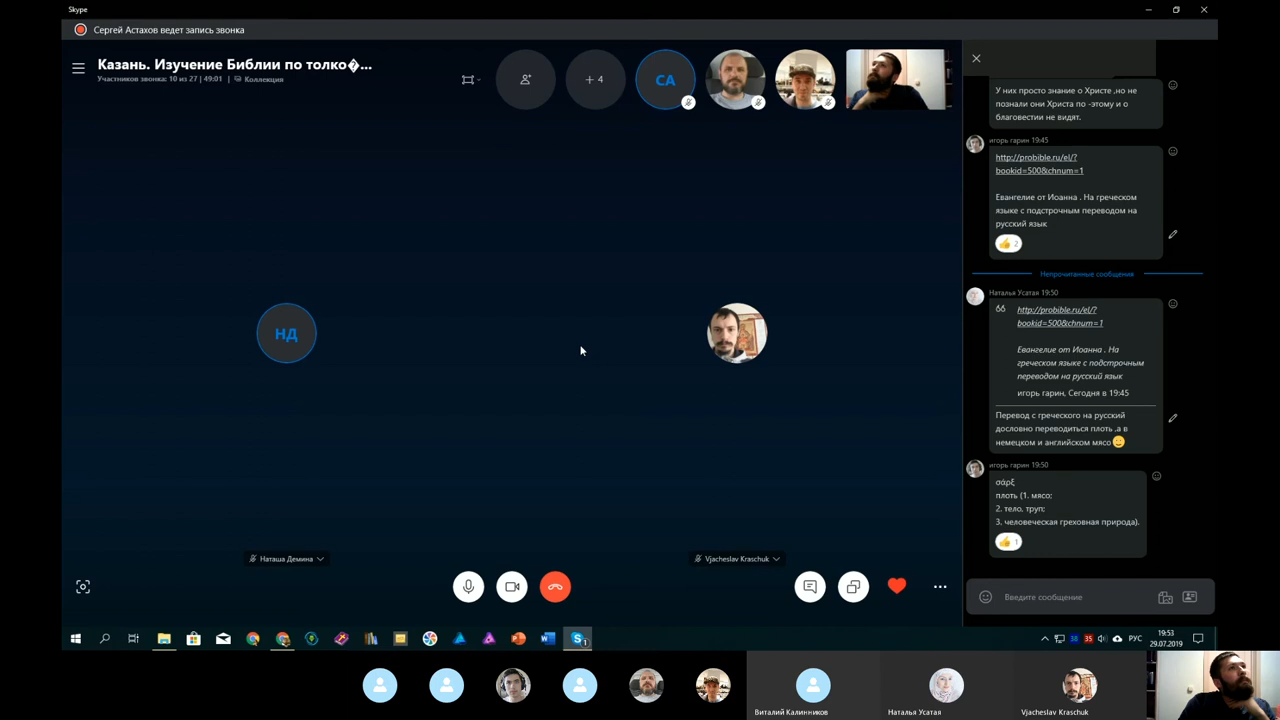 Skype
Сергей Астахов ведет запись звонка
Казань. Изучение Библии по толко�...
Участников звонка: 10 из 27 | 49:01 | Коллекция
+ 4
СА
У них просто знание о Христе ,но не
познали они Христа по -этому и о
благовестии не видят.
игорь гарин 19:45
http://probible.ru/el/?
bookid=500&chnum=1
Евангелие от Иоанна . На греческом
языке с подстрочным переводом на
русский язык
2
Непрочитанные сообщения
Наталья Усатая 19:50
http://probible.ru/el/?
bookid=500&chnum=1
Евангелие от Иоанна . На
греческом языке с подстрочным
переводом на русский язык
игорь гарин, Сегодня в 19:45
Перевод с греческого на русский
дословно переводиться плоть ,а в
немецком и английском мясо
игорь гарин 19:50
σάρξ
плоть (1. мясо;
2. тело, труп;
3. человеческая греховная природа).
1
НД
Наташа Демина
Vjacheslav Kraschuk
Введите сообщение
1
38
35
РУС
19:53
29.07.2019
Виталий Калинников
Наталья Усатая
Vjacheslav Kraschuk